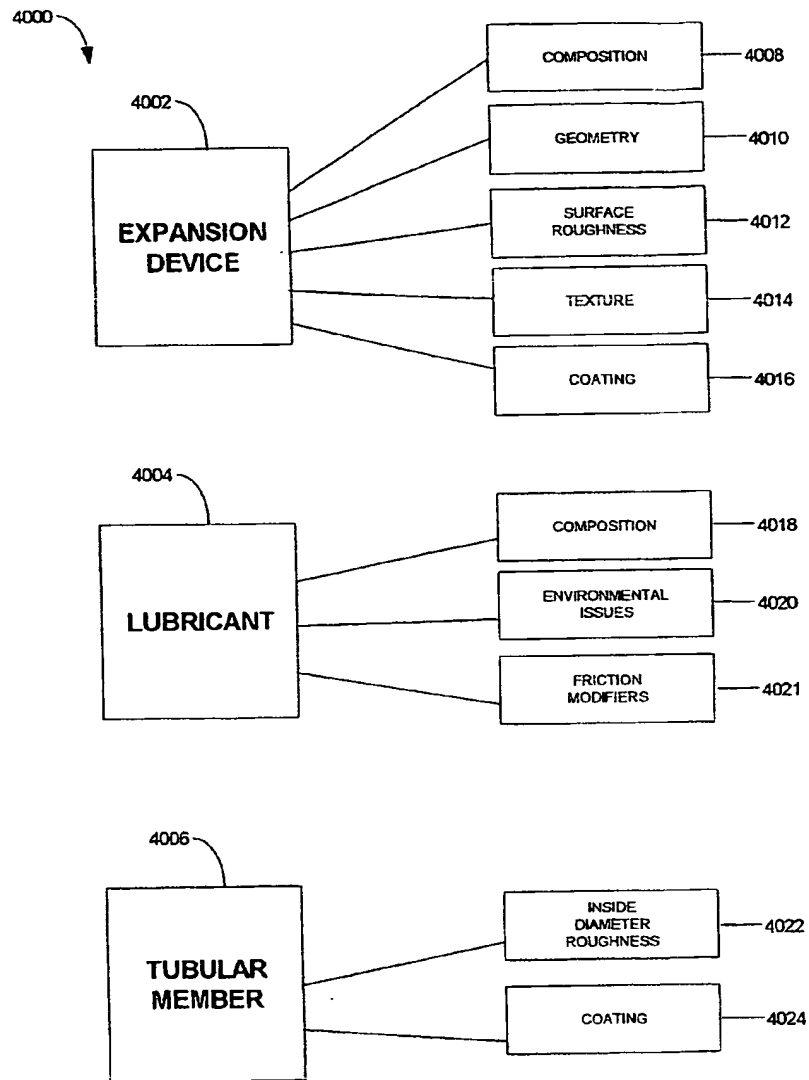 4000
4002
EXPANSION
DEVICE
COMPOSITION
4008
GEOMETRY
4010
SURFACE
ROUGHNESS
4012
TEXTURE
4014
COATING
4016
4004
LUBRICANT
COMPOSITION
4018
ENVIRONMENTAL
ISSUES
4020
FRICTION
MODIFIERS
4021
4006
TUBULAR
MEMBER
INSIDE
DIAMETER
ROUGHNESS
4022
COATING
4024